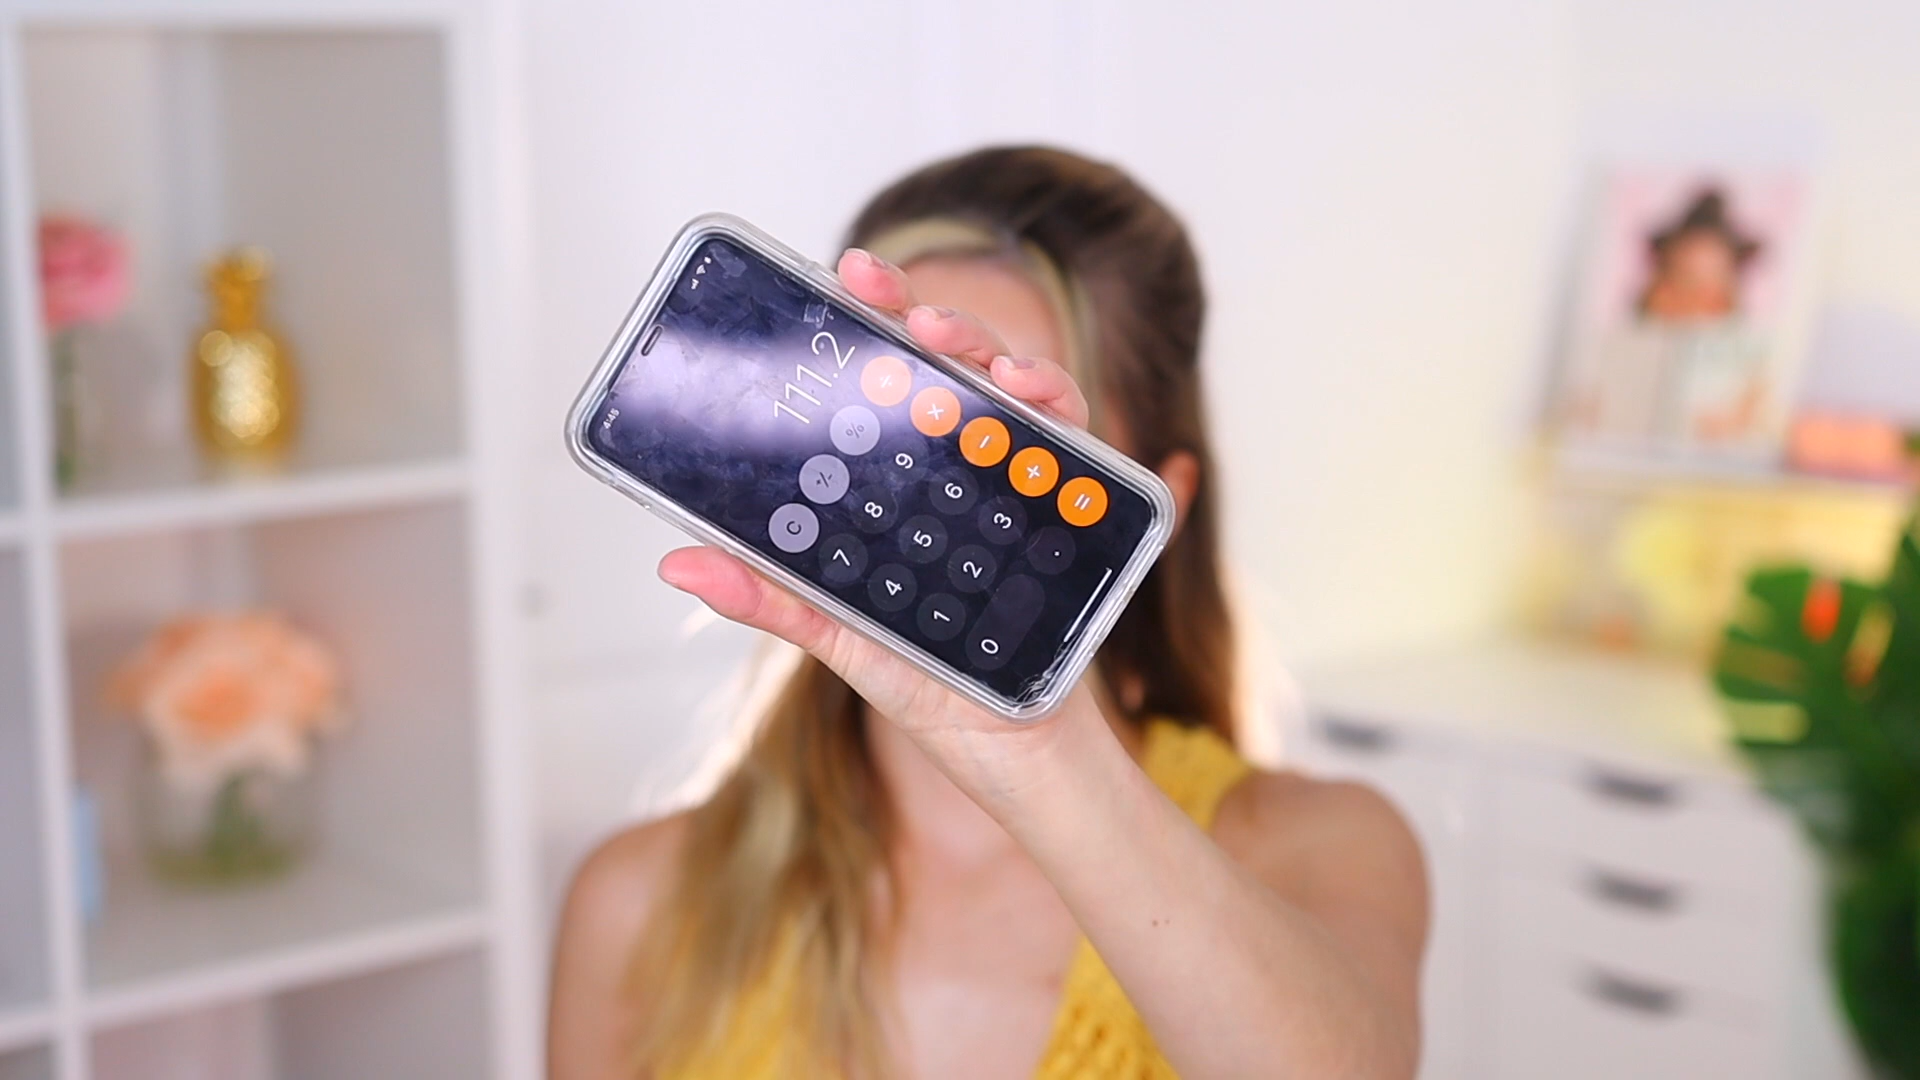 4:45
111.2
C ⁺∕₋ % ÷
7 8 9 ×
4 5 6 −
1 2 3 +
0 . =